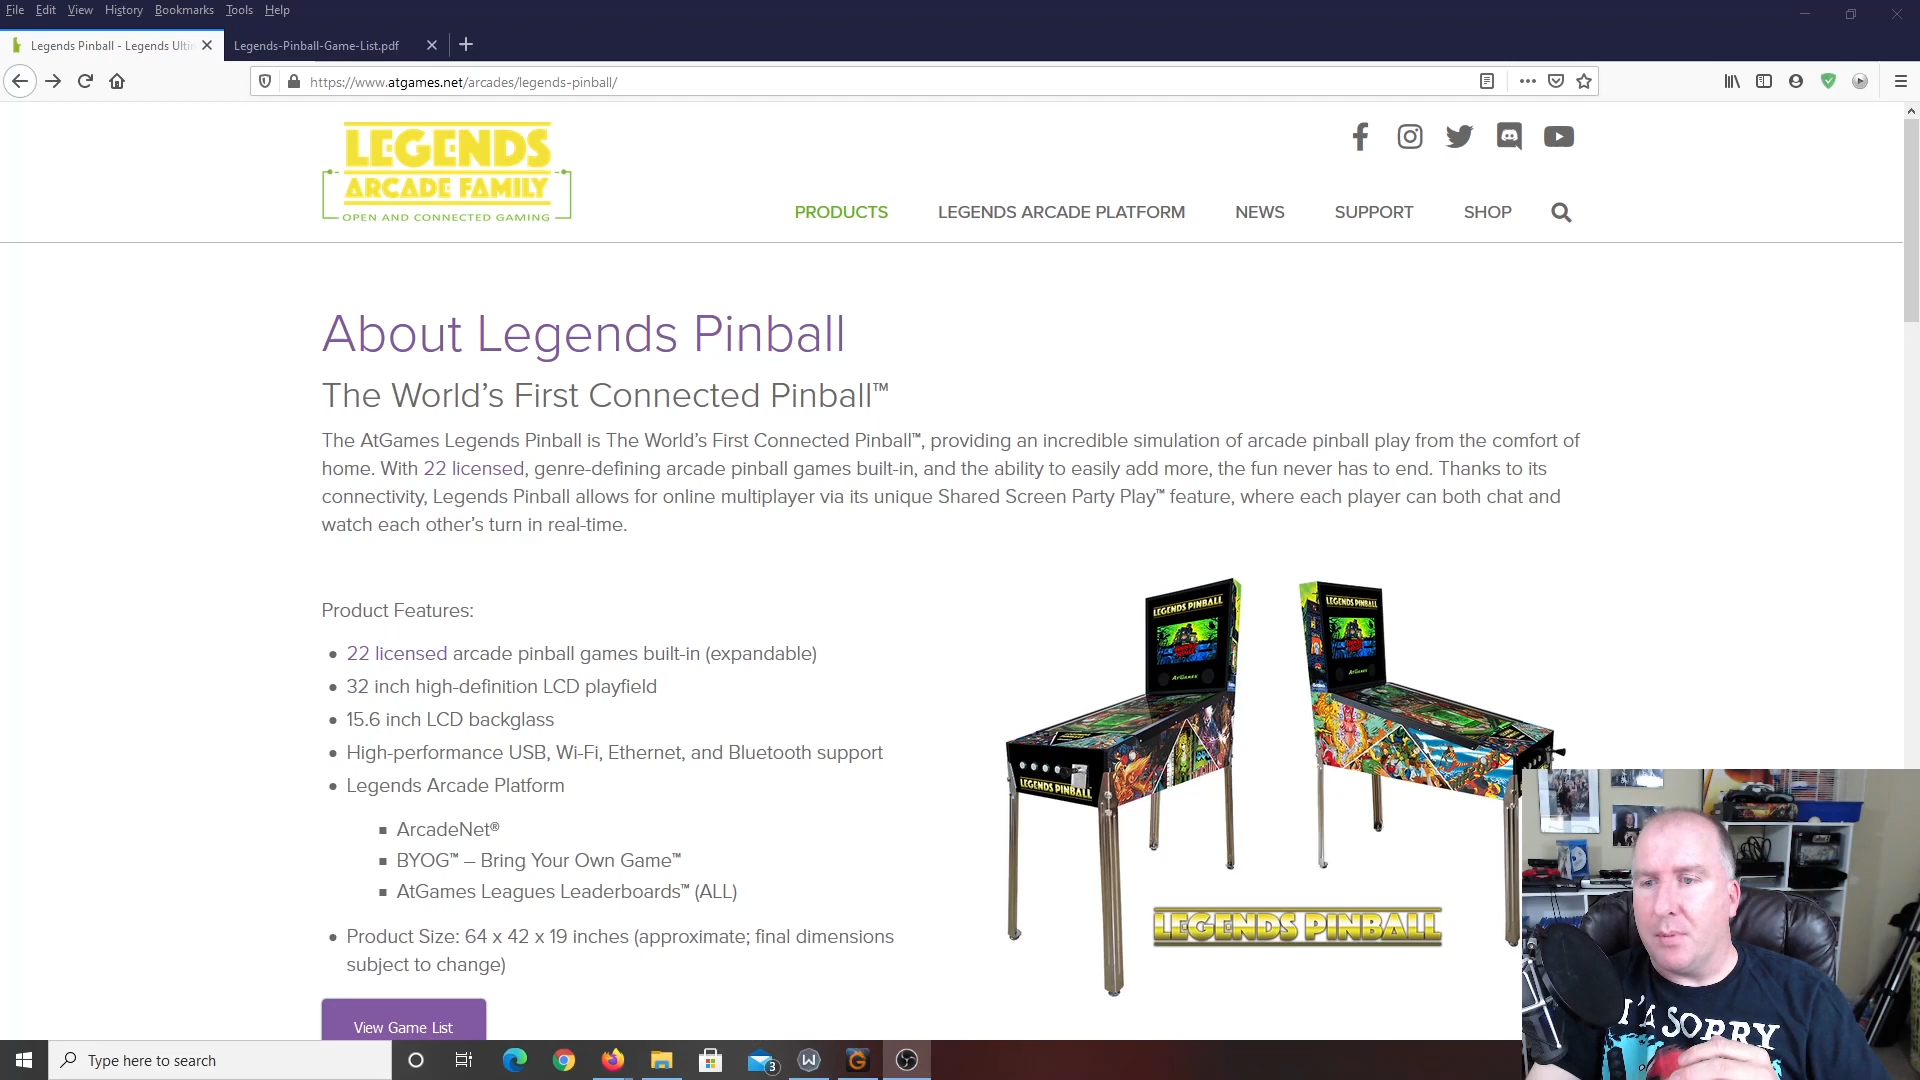 File Edit View History Bookmarks Tools Help
Legends Pinball - Legends Ulti
Legends-Pinball-Game-List.pdf
https://www.atgames.net/arcades/legends-pinball/
LEGENDS
ARCADE FAMILY
OPEN AND CONNECTED GAMING
PRODUCTS LEGENDS ARCADE PLATFORM NEWS SUPPORT SHOP
About Legends Pinball
The World’s First Connected Pinball™
The AtGames Legends Pinball is The World’s First Connected Pinball™, providing an incredible simulation of arcade pinball play from the comfort of
home. With 22 licensed, genre-defining arcade pinball games built-in, and the ability to easily add more, the fun never has to end. Thanks to its
connectivity, Legends Pinball allows for online multiplayer via its unique Shared Screen Party Play™ feature, where each player can both chat and
watch each other’s turn in real-time.
Product Features:
22 licensed arcade pinball games built-in (expandable)
32 inch high-definition LCD playfield
15.6 inch LCD backglass
High-performance USB, Wi-Fi, Ethernet, and Bluetooth support
Legends Arcade Platform
ArcadeNet®
BYOG™ – Bring Your Own Game™
AtGames Leagues Leaderboards™ (ALL)
Product Size: 64 x 42 x 19 inches (approximate; final dimensions
subject to change)
View Game List
LEGENDS PINBALL
AtGames
LEGENDS PINBALL
LEGENDS PINBALL
LEGENDS PINBALL
I'M SORRY
Type here to search
3